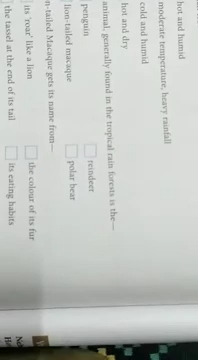 hot and humid
moderate temperature, heavy rainfall
cold and humid
hot and dry
animal, generally found in the tropical rain forests is the—
penguin reindeer
lion-tailed macaque polar bear
n-tailed Macaque gets its name from—
its 'roar' like a lion the colour of its fur
the tassel at the end of its tail its eating habits